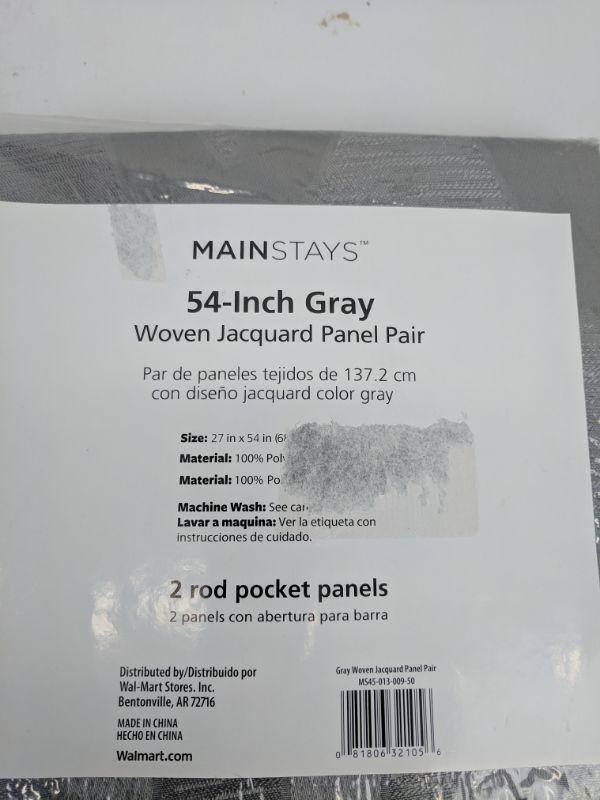 MAINSTAYS™
54-Inch Gray
Woven Jacquard Panel Pair
Par de paneles tejidos de 137.2 cm
con diseño jacquard color gray
Size: 27 in x 54 in
Material: 100%
Material: 100%
Machine Wash: See
Lavar a maquina: Ver la etiqueta con
instrucciones de cuidado.
2 rod pocket panels
2 panels con abertura para barra
Distributed by/Distribuido por
Wal-Mart Stores. Inc.
Bentonville, AR 72716
MADE IN CHINA
HECHO EN CHINA
Walmart.com
Gray Woven Jacquard Panel Pair
MS45-013-009-50
0 81806 32105 6